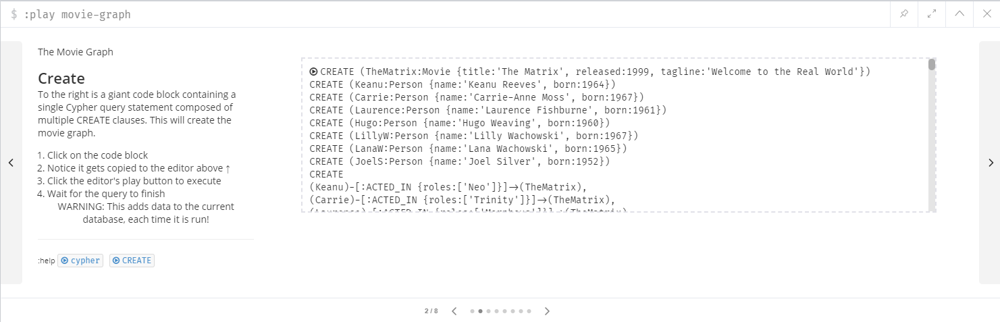 $ :play movie-graph
The Movie Graph
Create
To the right is a giant code block containing a
single Cypher query statement composed of
multiple CREATE clauses. This will create the
movie graph.
1. Click on the code block
2. Notice it gets copied to the editor above ↑
3. Click the editor's play button to execute
4. Wait for the query to finish
WARNING: This adds data to the current
database, each time it is run!
:help cypher CREATE
CREATE (TheMatrix:Movie {title:'The Matrix', released:1999, tagline:'Welcome to the Real World'})
CREATE (Keanu:Person {name:'Keanu Reeves', born:1964})
CREATE (Carrie:Person {name:'Carrie-Anne Moss', born:1967})
CREATE (Laurence:Person {name:'Laurence Fishburne', born:1961})
CREATE (Hugo:Person {name:'Hugo Weaving', born:1960})
CREATE (LillyW:Person {name:'Lilly Wachowski', born:1967})
CREATE (LanaW:Person {name:'Lana Wachowski', born:1965})
CREATE (JoelS:Person {name:'Joel Silver', born:1952})
CREATE
(Keanu)-[:ACTED_IN {roles:['Neo']}]->(TheMatrix),
(Carrie)-[:ACTED_IN {roles:['Trinity']}]->(TheMatrix),
(Laurence)-[:ACTED_IN {roles:['Morpheus']}]->(TheMatrix),
2 / 8